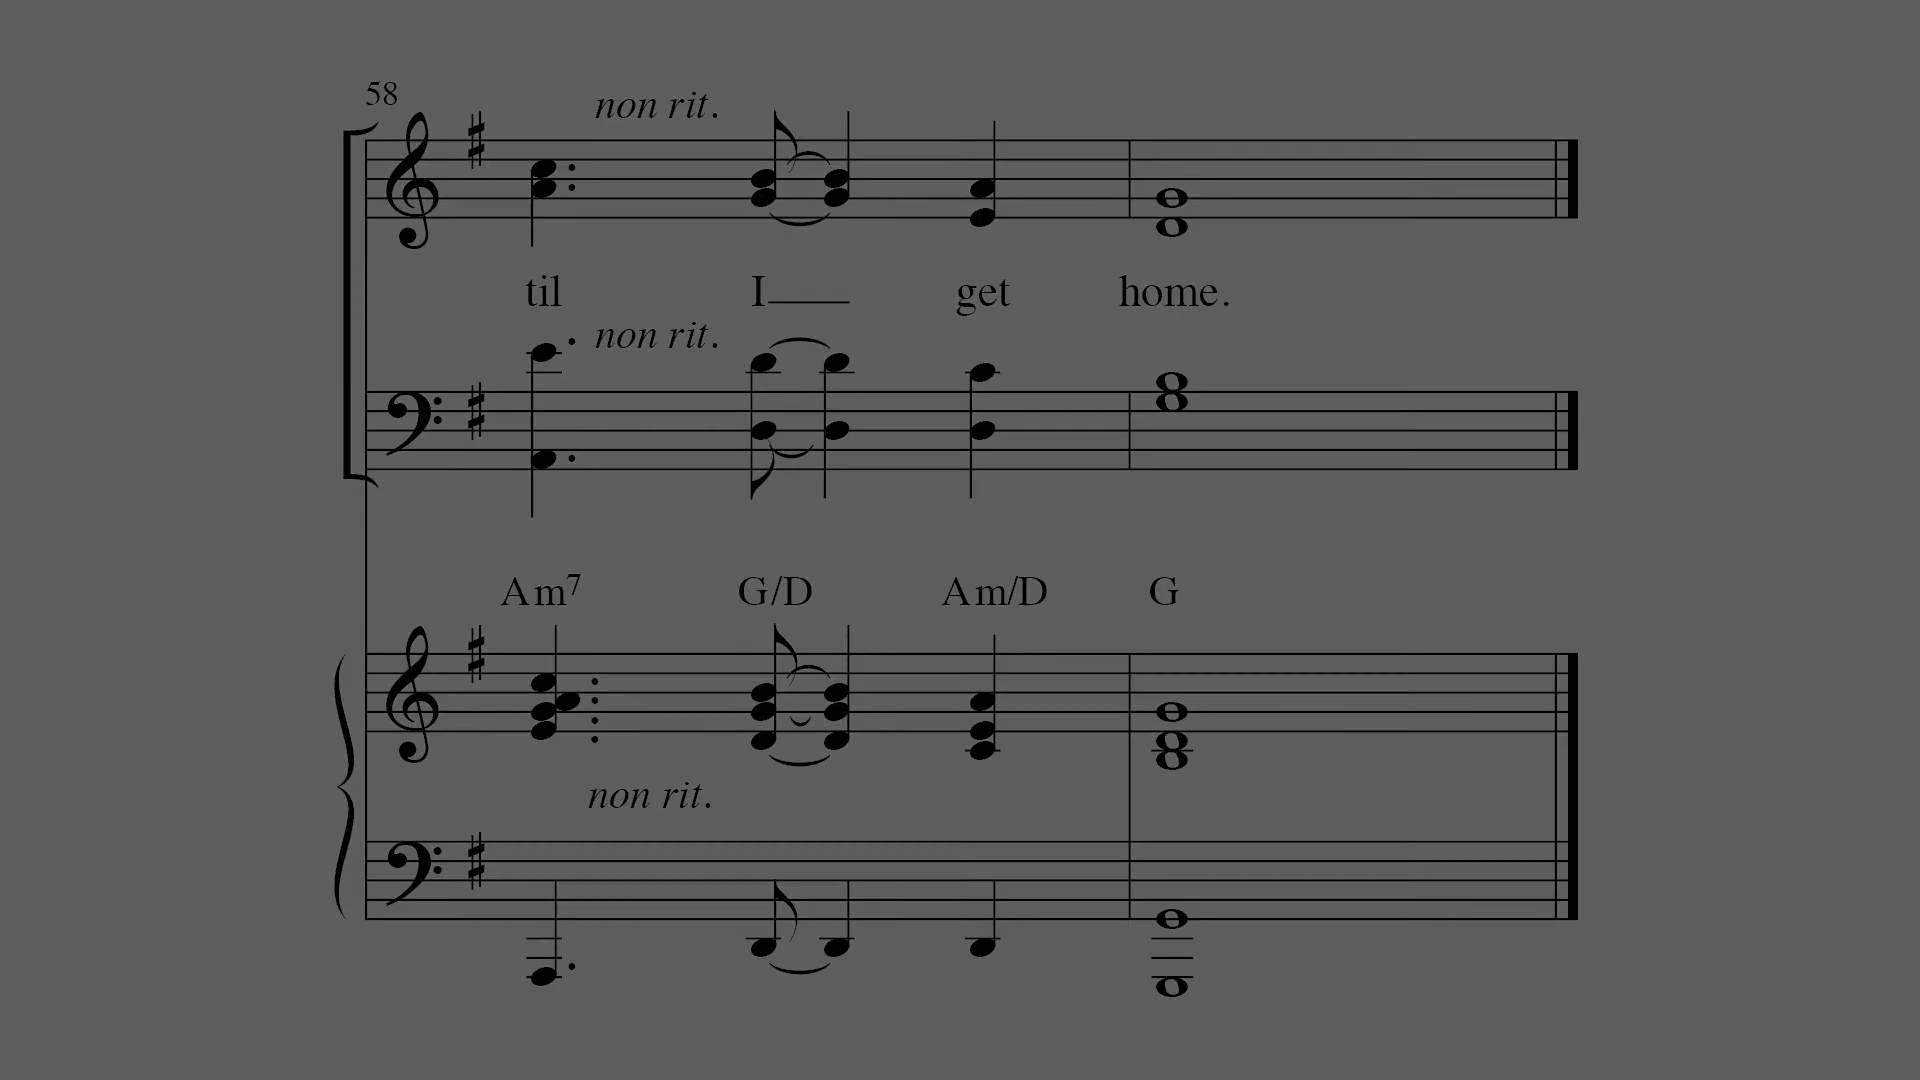 58
non rit.
til I get home.
non rit.
Am7 G/D Am/D G
non rit.